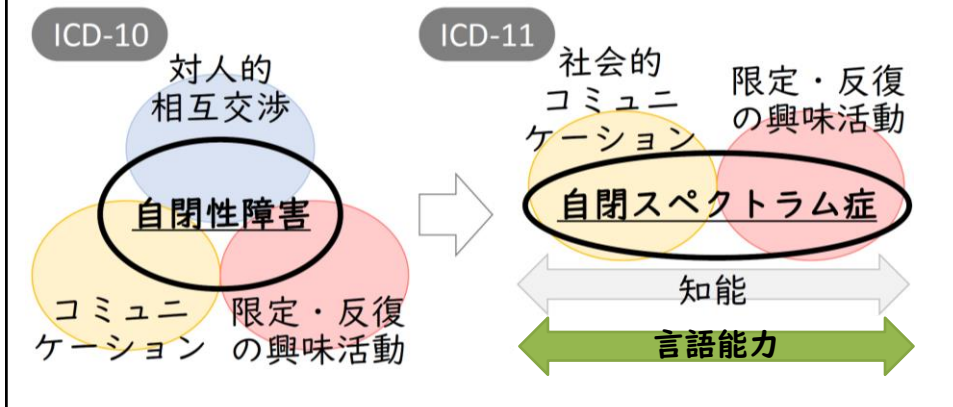 ICD-10
対人的
相互交渉
自閉性障害
コミュニ
ケーション
限定・反復
の興味活動
ICD-11
社会的
コミュニ
ケーション
限定・反復
の興味活動
自閉スペクトラム症
知能
言語能力